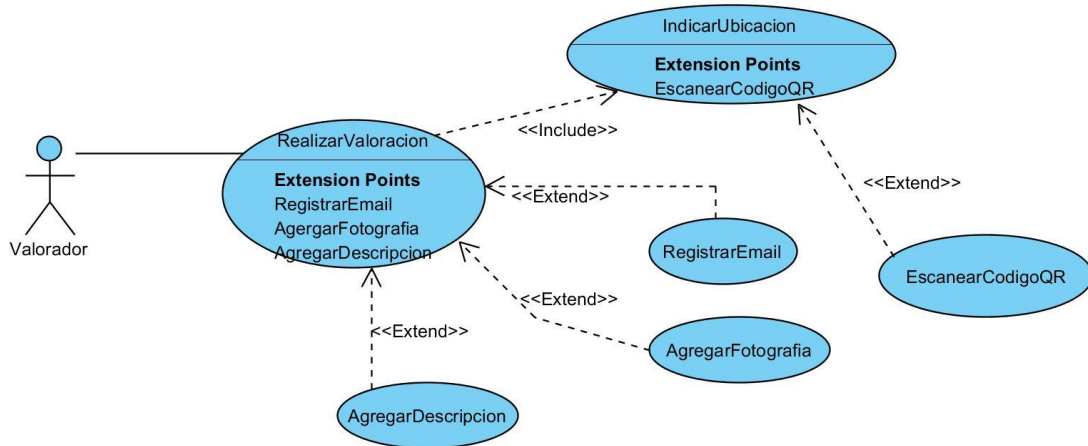 IndicarUbicacion
Extension Points
EscanearCodigoQR
<<Include>>
RealizarValoracion
Extension Points
RegistrarEmail
AgergarFotografia
AgregarDescripcion
Valorador
<<Extend>>
<<Extend>>
RegistrarEmail
EscanearCodigoQR
<<Extend>>
<<Extend>>
AgregarFotografia
AgregarDescripcion